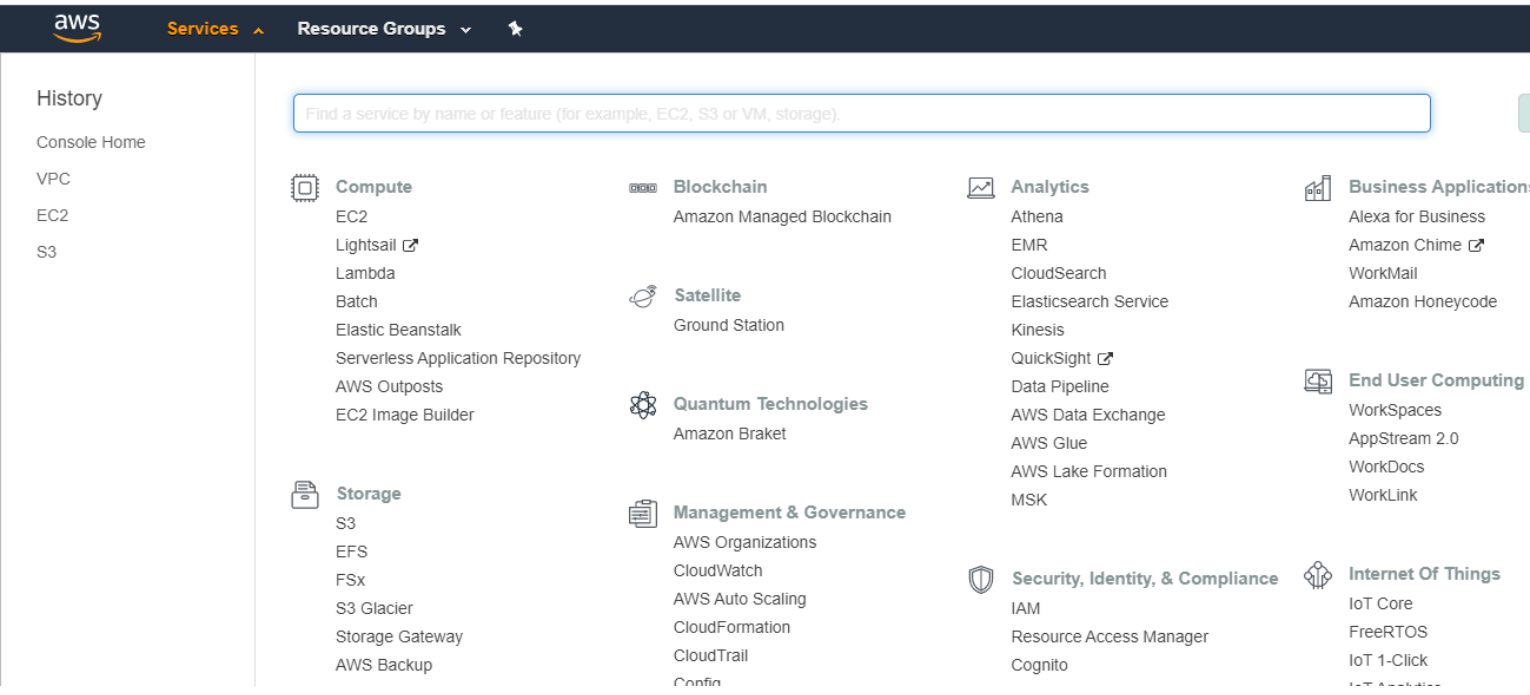 aws
Services
Resource Groups
History
Console Home
VPC
EC2
S3
Find a service by name or feature (for example, EC2, S3 or VM, storage).
Compute
EC2
Lightsail
Lambda
Batch
Elastic Beanstalk
Serverless Application Repository
AWS Outposts
EC2 Image Builder
Storage
S3
EFS
FSx
S3 Glacier
Storage Gateway
AWS Backup
Blockchain
Amazon Managed Blockchain
Satellite
Ground Station
Quantum Technologies
Amazon Braket
Management & Governance
AWS Organizations
CloudWatch
AWS Auto Scaling
CloudFormation
CloudTrail
Config
Analytics
Athena
EMR
CloudSearch
Elasticsearch Service
Kinesis
QuickSight
Data Pipeline
AWS Data Exchange
AWS Glue
AWS Lake Formation
MSK
Security, Identity, & Compliance
IAM
Resource Access Manager
Cognito
Business Applications
Alexa for Business
Amazon Chime
WorkMail
Amazon Honeycode
End User Computing
WorkSpaces
AppStream 2.0
WorkDocs
WorkLink
Internet Of Things
IoT Core
FreeRTOS
IoT 1-Click
IoT Analytics